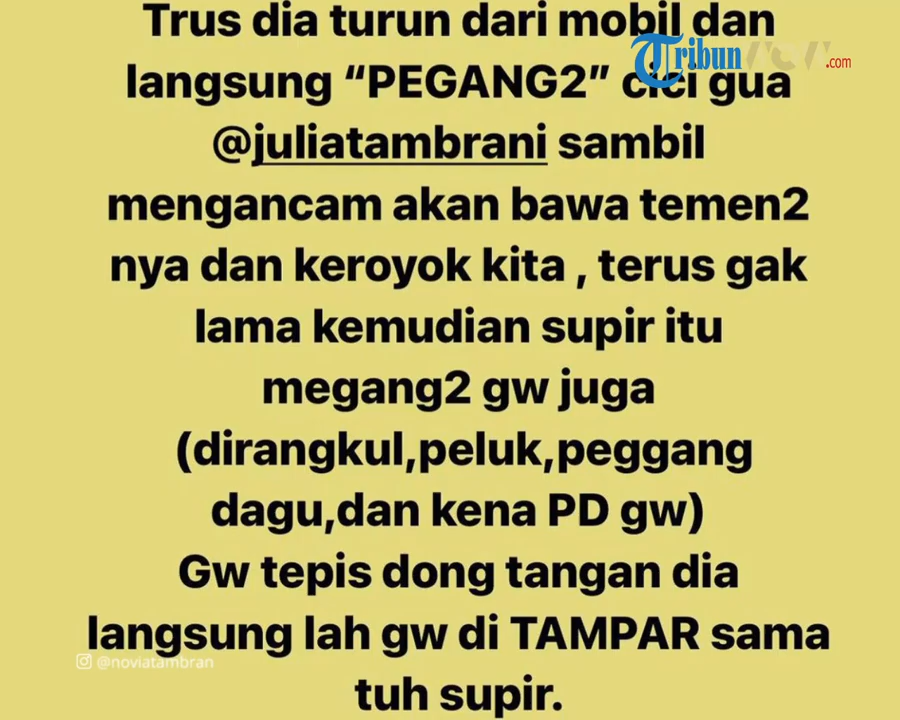 Trus dia turun dari mobil dan
Tribun WOW .com
langsung “PEGANG2” cici gua
@juliatambrani sambil
mengancam akan bawa temen2
nya dan keroyok kita , terus gak
lama kemudian supir itu
megang2 gw juga
(dirangkul,peluk,peggang
dagu,dan kena PD gw)
Gw tepis dong tangan dia
langsung lah gw di TAMPAR sama
@noviatambran
tuh supir.